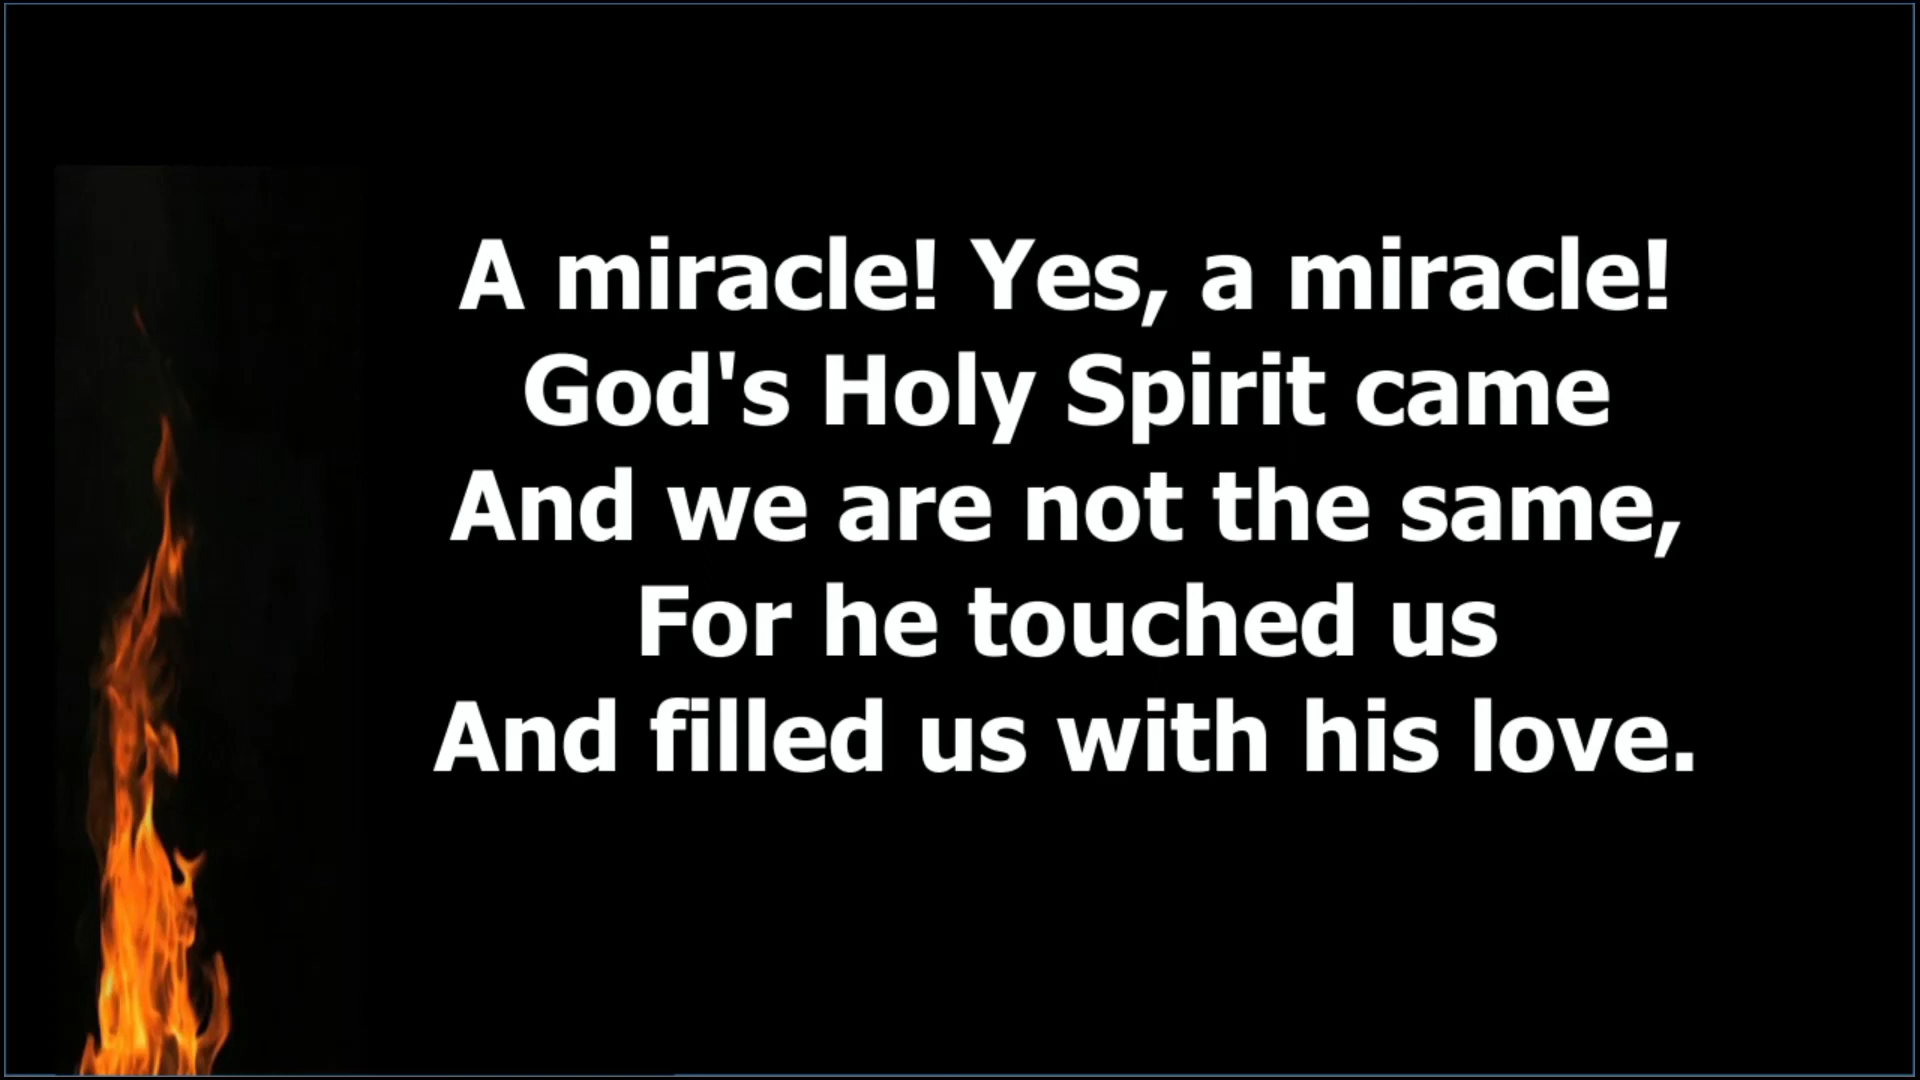 A miracle! Yes, a miracle!
God's Holy Spirit came
And we are not the same,
For he touched us
And filled us with his love.